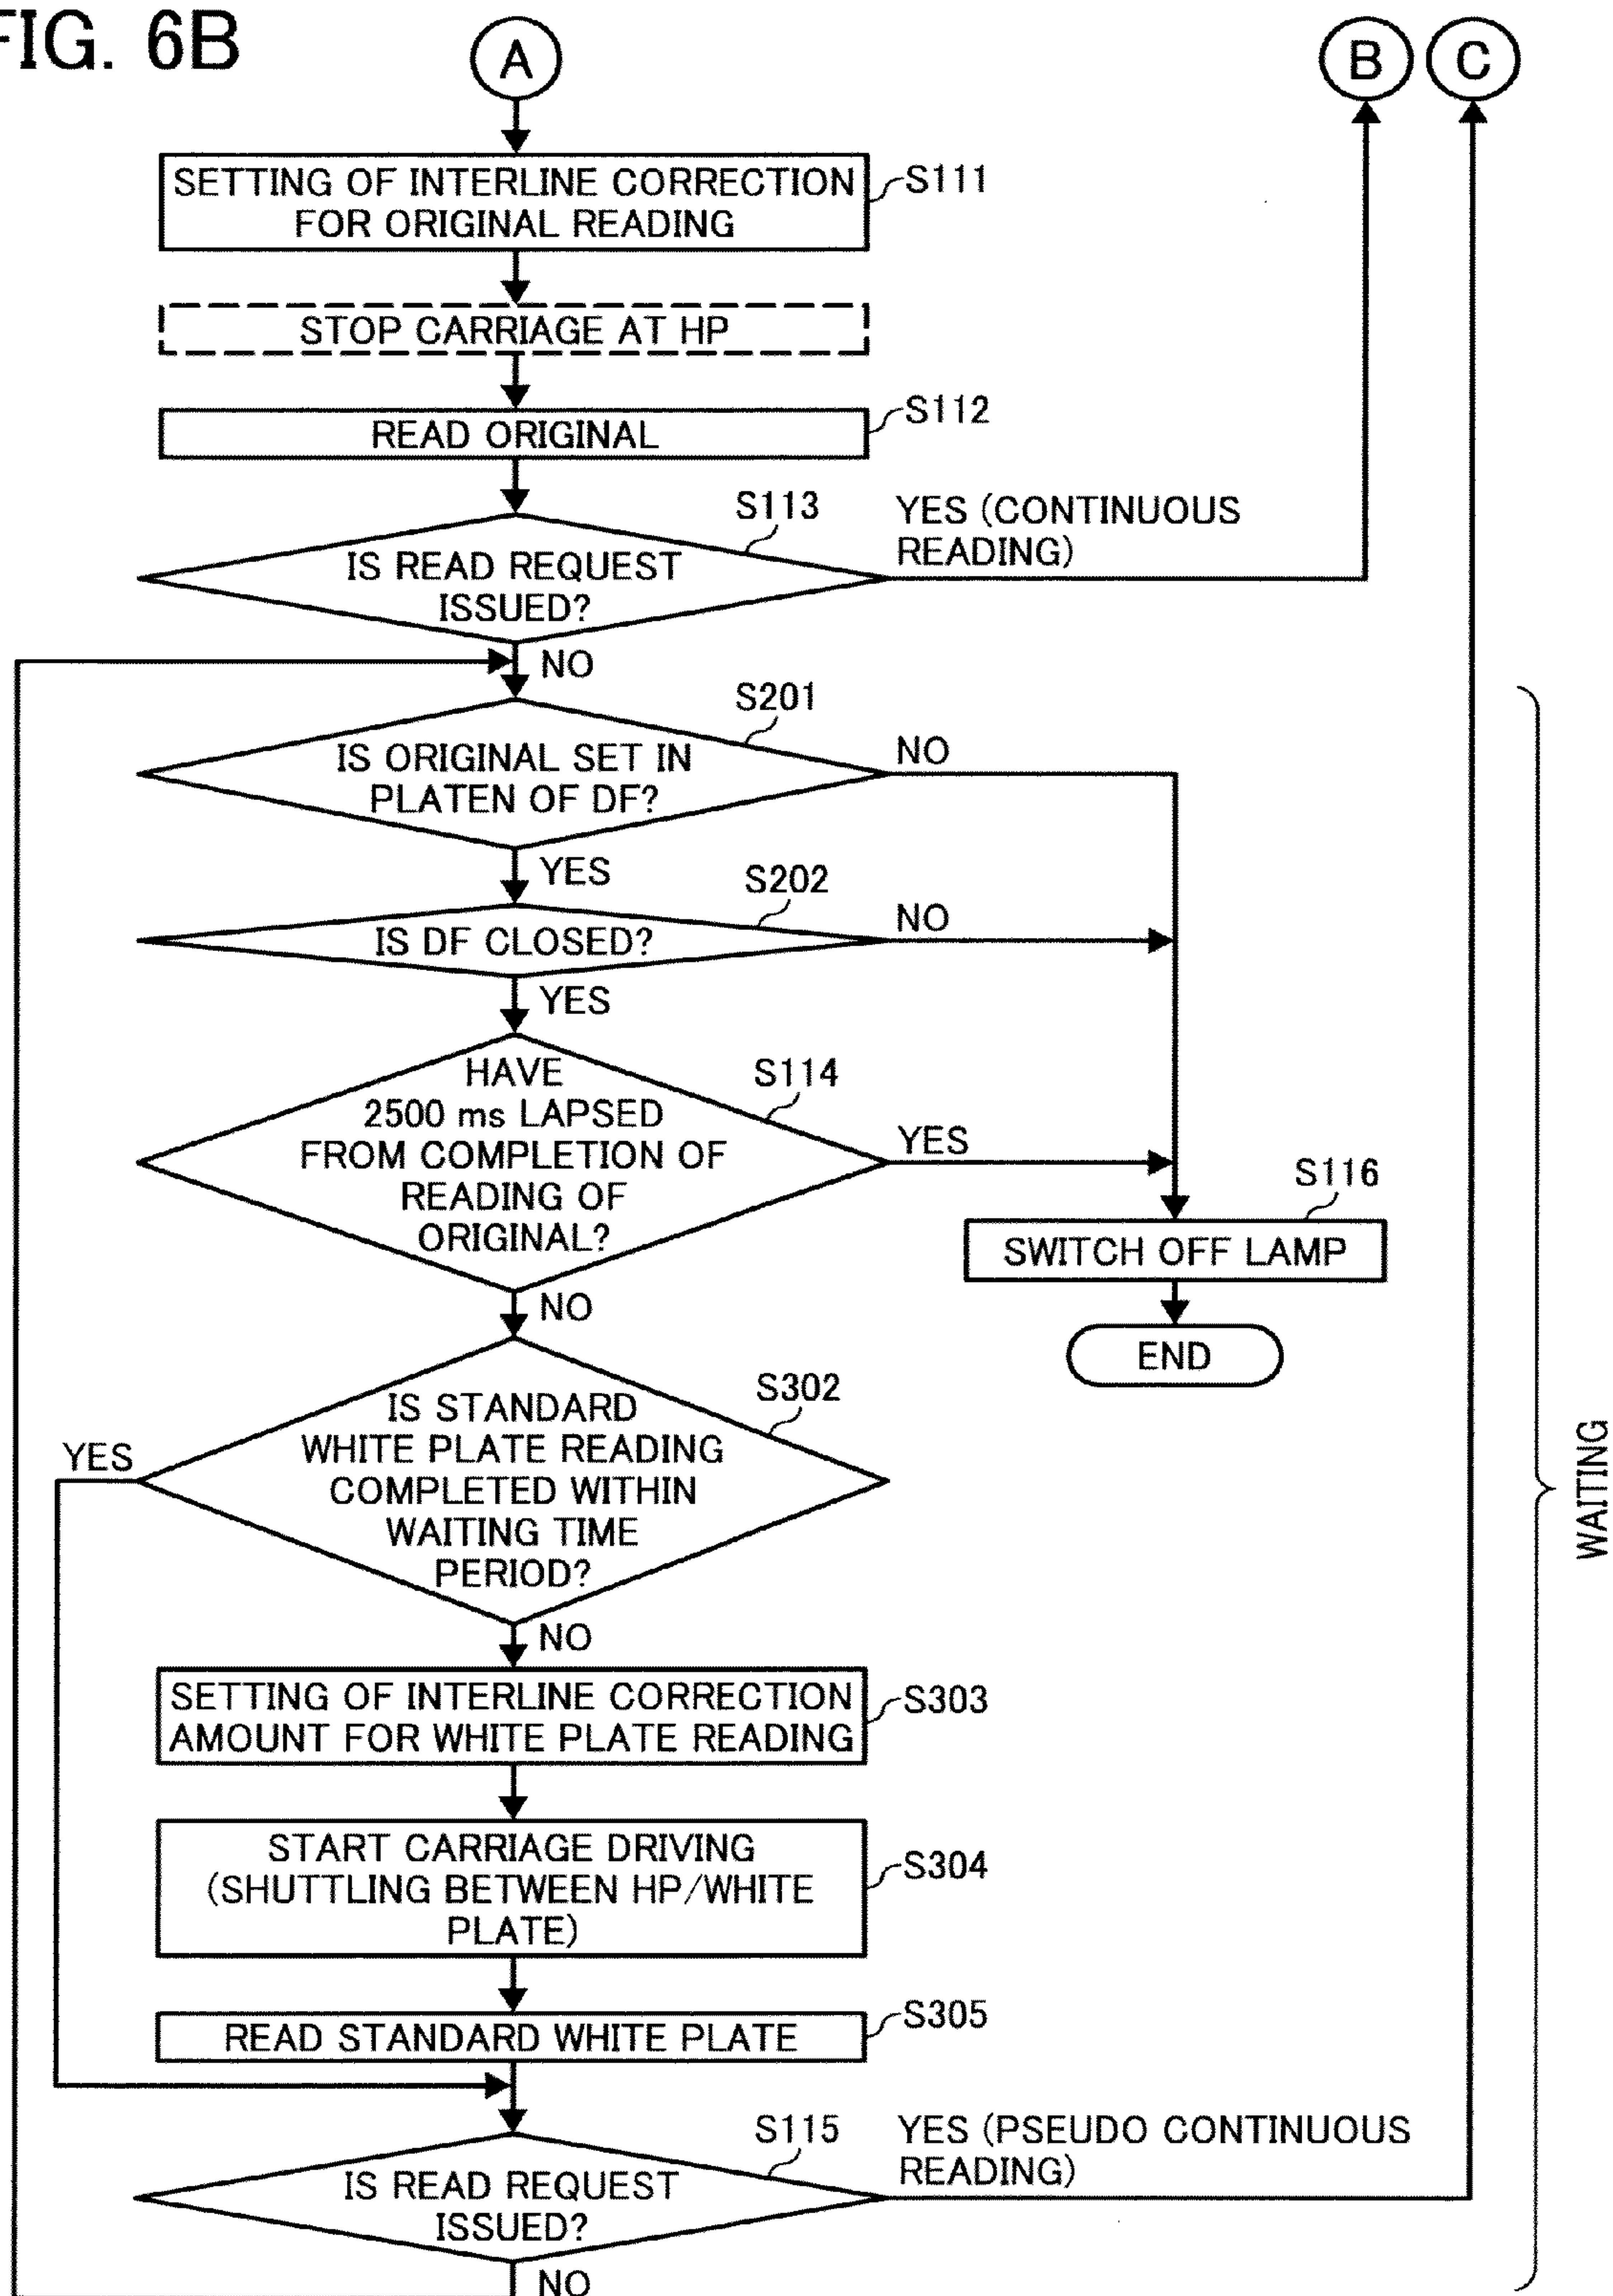 FIG. 6B
A
B
C
SETTING OF INTERLINE CORRECTION
FOR ORIGINAL READING
S111
STOP CARRIAGE AT HP
READ ORIGINAL
S112
IS READ REQUEST
ISSUED?
S113
YES (CONTINUOUS
READING)
NO
IS ORIGINAL SET IN
PLATEN OF DF?
S201
NO
YES
IS DF CLOSED?
S202
NO
YES
HAVE
2500 ms LAPSED
FROM COMPLETION OF
READING OF
ORIGINAL?
S114
YES
S116
SWITCH OFF LAMP
END
NO
IS STANDARD
WHITE PLATE READING
COMPLETED WITHIN
WAITING TIME
PERIOD?
S302
YES
NO
WAITING
SETTING OF INTERLINE CORRECTION
AMOUNT FOR WHITE PLATE READING
S303
START CARRIAGE DRIVING
(SHUTTLING BETWEEN HP/WHITE
PLATE)
S304
READ STANDARD WHITE PLATE
S305
IS READ REQUEST
ISSUED?
S115
YES (PSEUDO CONTINUOUS
READING)
NO